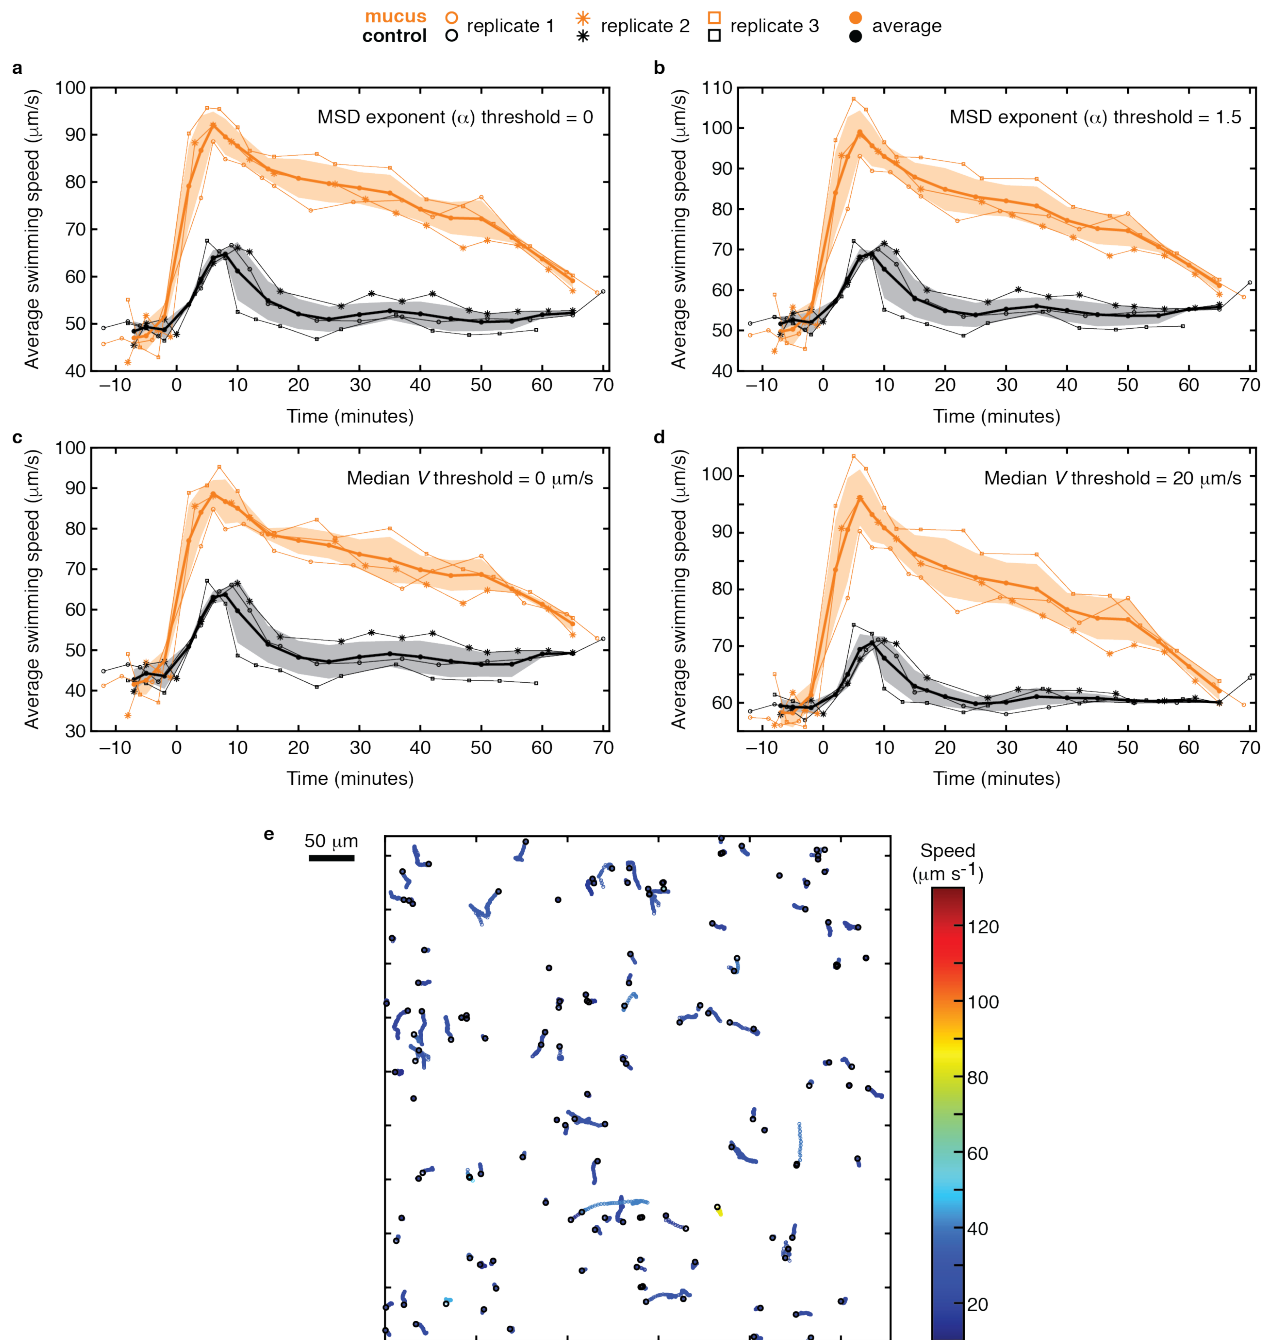 mucus
control
replicate 1
replicate 2
replicate 3
average
a
MSD exponent (α) threshold = 0
Average swimming speed (μm/s)
100
90
80
70
60
50
40
−10 0 10 20 30 40 50 60 70
Time (minutes)
b
MSD exponent (α) threshold = 1.5
Average swimming speed (μm/s)
110
100
90
80
70
60
50
40
−10 0 10 20 30 40 50 60 70
Time (minutes)
c
Median V threshold = 0 μm/s
Average swimming speed (μm/s)
100
90
80
70
60
50
40
30
−10 0 10 20 30 40 50 60 70
Time (minutes)
d
Median V threshold = 20 μm/s
Average swimming speed (μm/s)
100
90
80
70
60
−10 0 10 20 30 40 50 60 70
Time (minutes)
e
50 μm
Speed
(μm s-1)
120
100
80
60
40
20